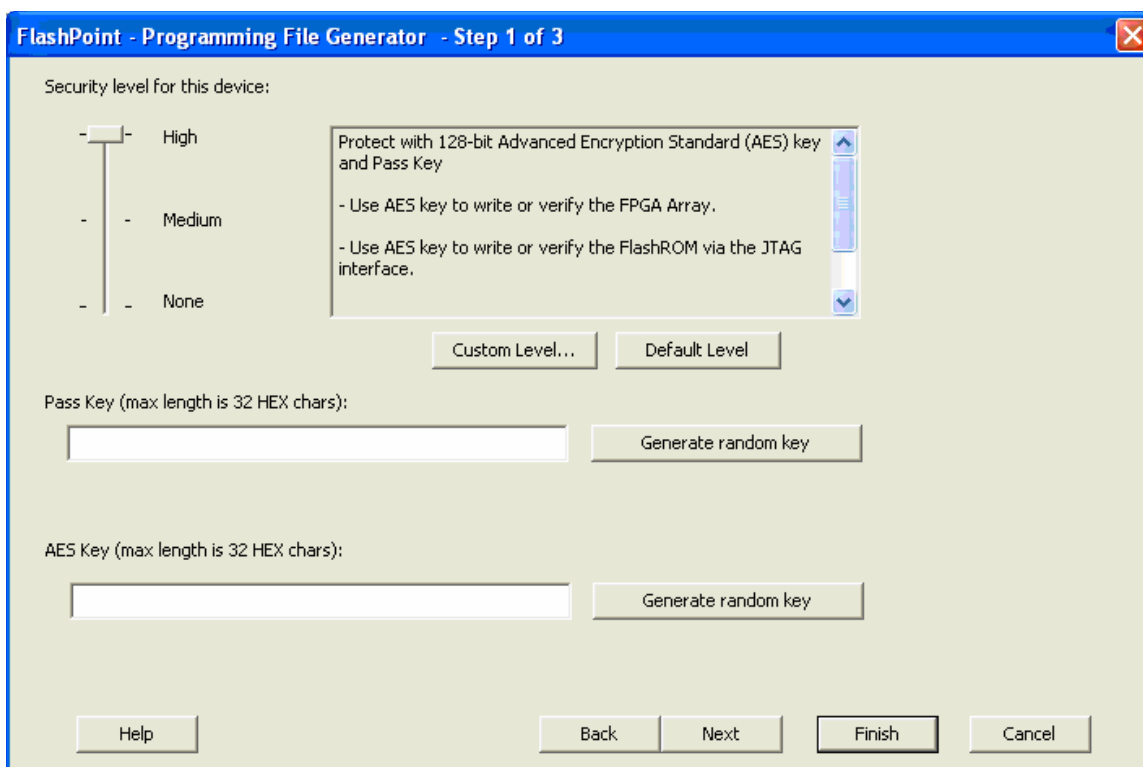 FlashPoint - Programming File Generator - Step 1 of 3
Security level for this device:
High
Medium
None
Protect with 128-bit Advanced Encryption Standard (AES) key
and Pass Key
- Use AES key to write or verify the FPGA Array.
- Use AES key to write or verify the FlashROM via the JTAG
interface.
Custom Level...
Default Level
Pass Key (max length is 32 HEX chars):
Generate random key
AES Key (max length is 32 HEX chars):
Generate random key
Help
Back
Next
Finish
Cancel